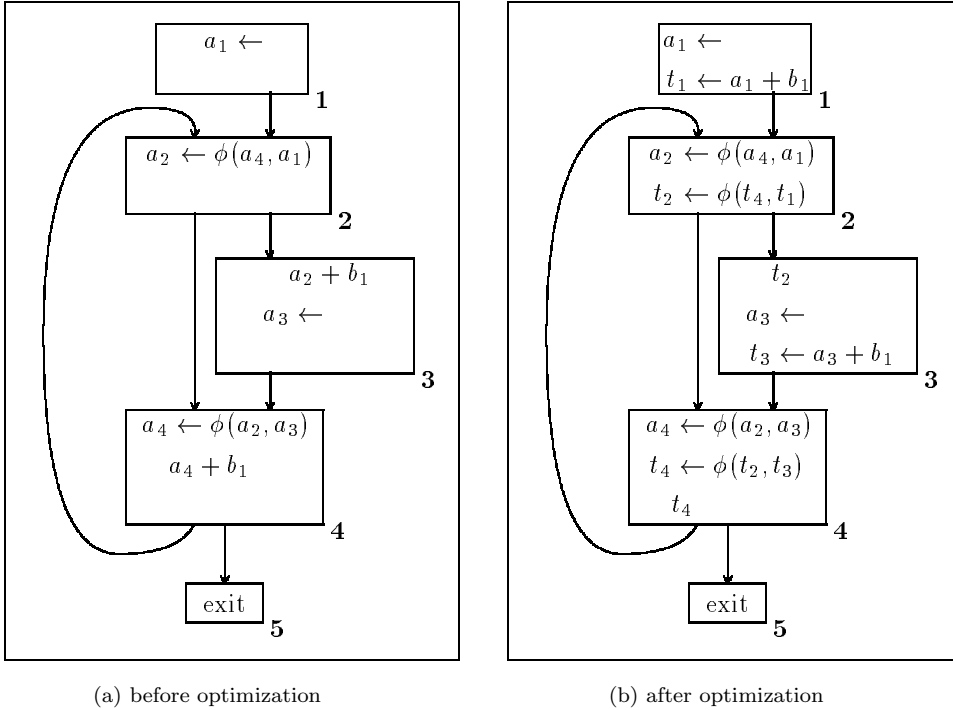 a₁ ←
1
a₂ ← ϕ(a₄, a₁)
2
a₂ + b₁
a₃ ←
3
a₄ ← ϕ(a₂, a₃)
a₄ + b₁
4
exit
5
(a) before optimization
a₁ ←
t₁ ← a₁ + b₁
1
a₂ ← ϕ(a₄, a₁)
t₂ ← ϕ(t₄, t₁)
2
t₂
a₃ ←
t₃ ← a₃ + b₁
3
a₄ ← ϕ(a₂, a₃)
t₄ ← ϕ(t₂, t₃)
t₄
4
exit
5
(b) after optimization